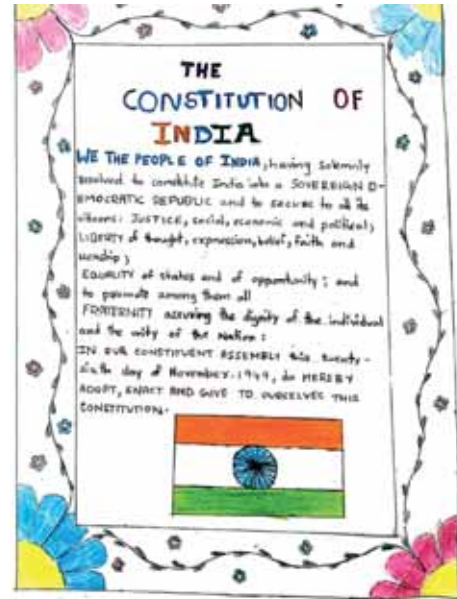 THE
CONSTITUTION OF
INDIA
WE THE PEOPLE OF INDIA, having solemnly
resolved to constitute India into a SOVEREIGN D-
EMOCRATIC REPUBLIC and to secure to all its
citizens: JUSTICE, social, economic and political;
LIBERTY of thought, expression, belief, faith and
worship;
EQUALITY of status and of opportunity; and
to promote among them all
FRATERNITY assuring the dignity of the individual
and the unity of the Nation:
IN OUR CONSTITUENT ASSEMBLY this twenty-
sixth day of November, 1949, do HEREBY
ADOPT, ENACT AND GIVE TO OURSELVES THIS
CONSTITUTION.